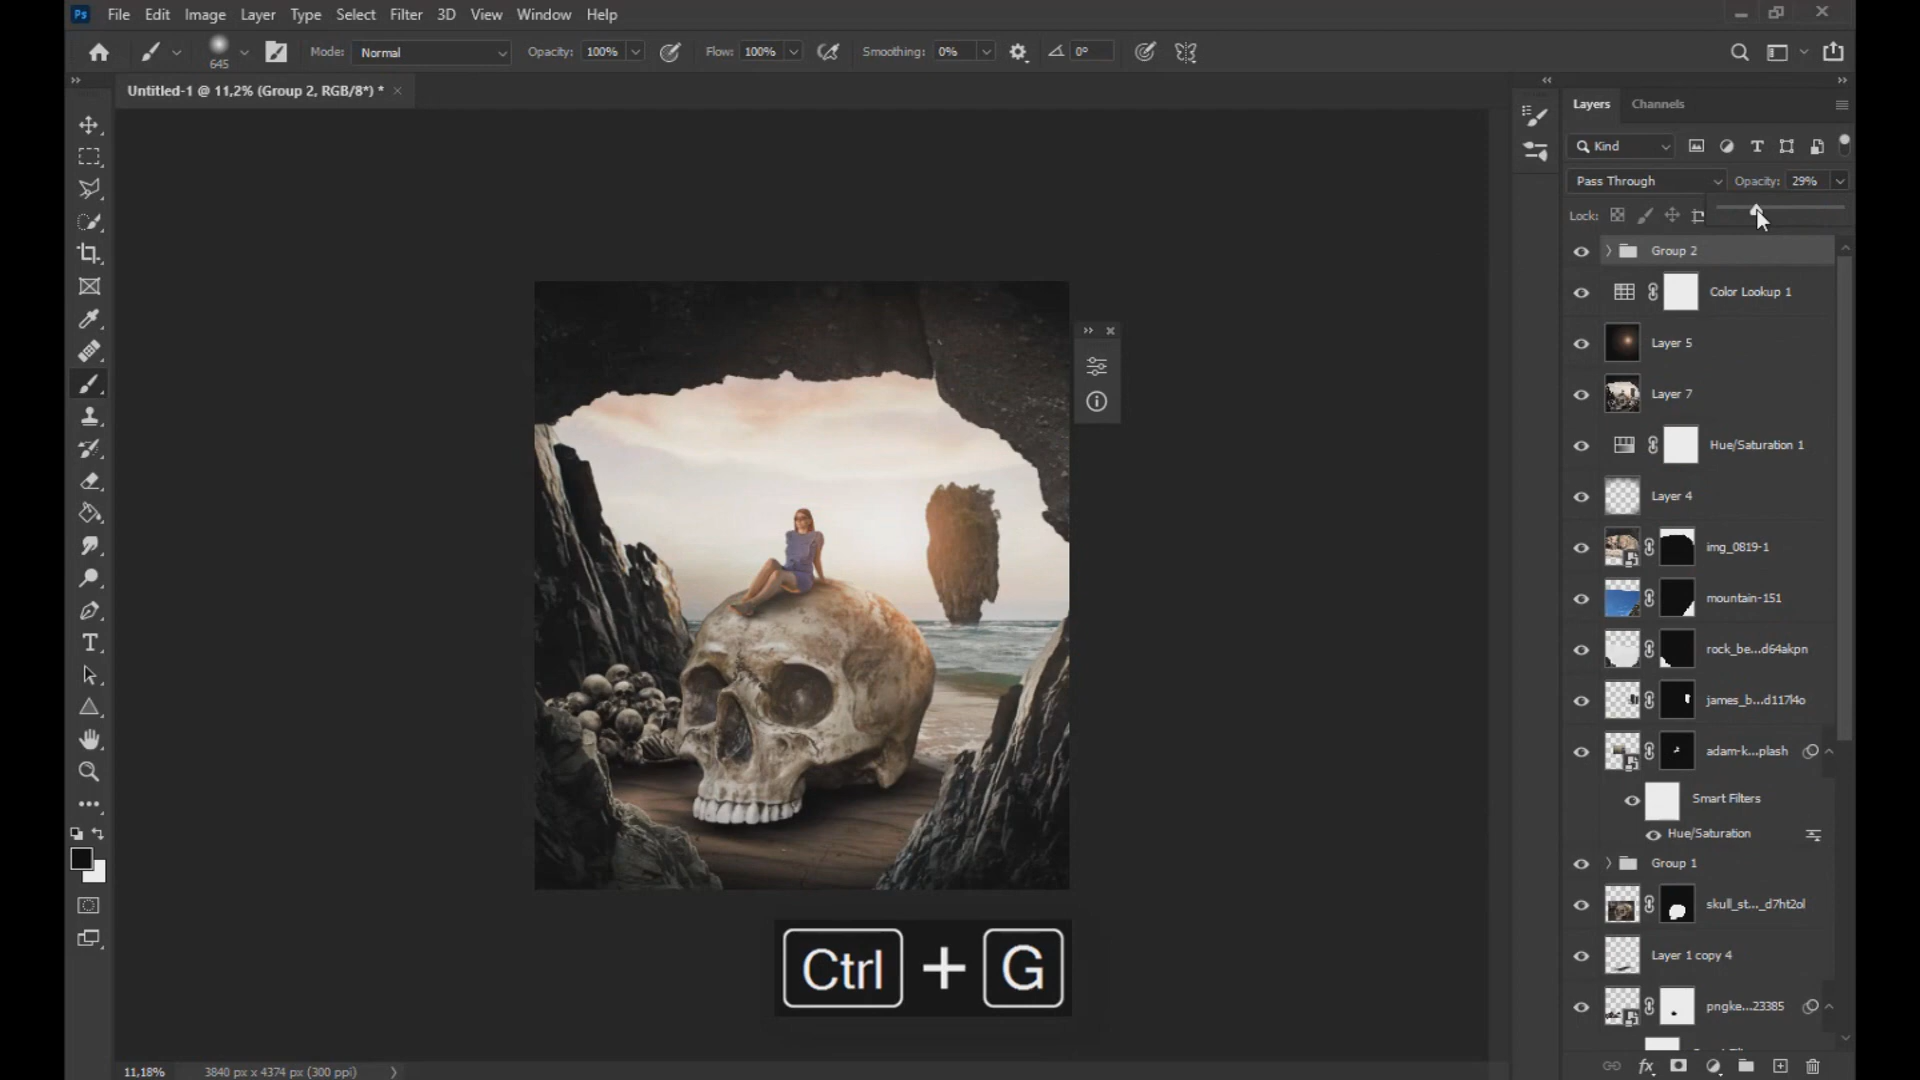 Ps File Edit Image Layer Type Select Filter 3D View Window Help
645 Mode: Normal Opacity: 100% Flow: 100% Smoothing: 0% 0°
Untitled-1 @ 11,2% (Group 2, RGB/8*) *
Layers Channels
Kind
Pass Through Opacity: 29%
Lock:
Group 2
Color Lookup 1
Layer 5
Layer 7
Hue/Saturation 1
Layer 4
img_0819-1
mountain-151
rock_be...d64akpn
james_b...d117l4o
adam-k...plash
Smart Filters
Hue/Saturation
Group 1
skull_st..._d7ht2ol
Layer 1 copy 4
pngke...23385
Ctrl + G
11,18% 3840 px x 4374 px (300 ppi)
fx